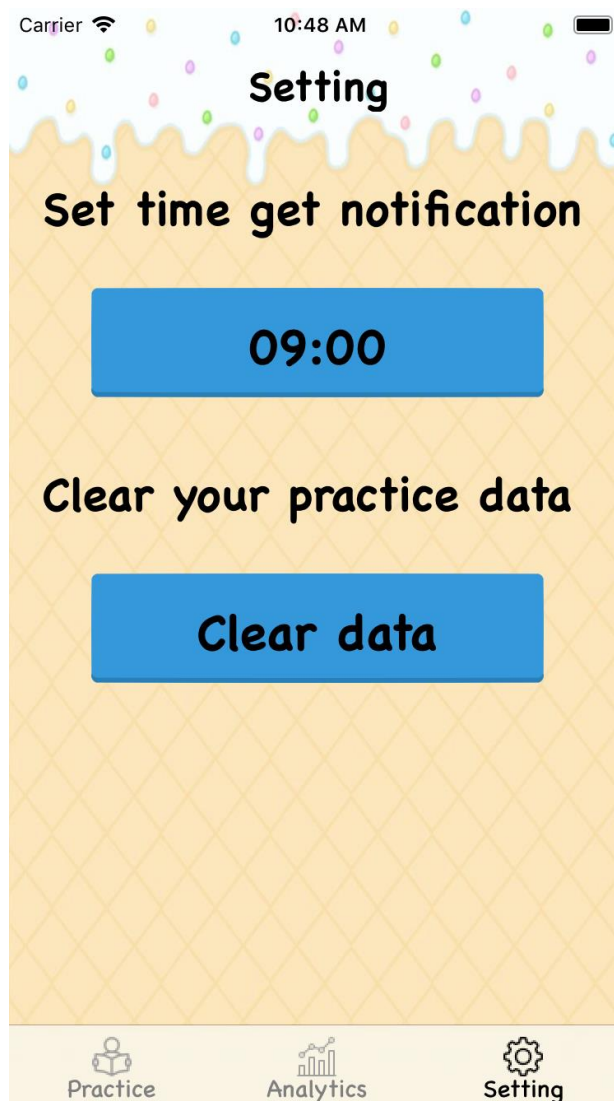 Carrier 10:48 AM
Setting
Set time get notification
09:00
Clear your practice data
Clear data
Practice Analytics Setting